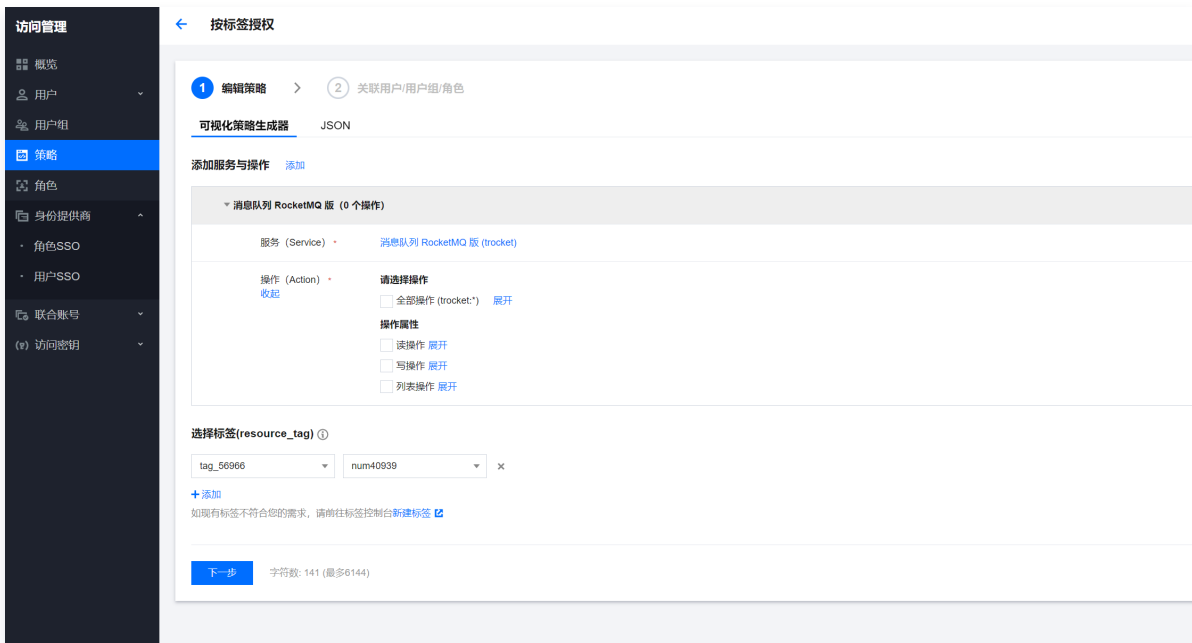 访问管理
概览
用户
用户组
策略
角色
身份提供商
· 角色SSO
· 用户SSO
联合账号
访问密钥
← 按标签授权
1 编辑策略 > 2 关联用户/用户组/角色
可视化策略生成器 JSON
添加服务与操作 添加
消息队列 RocketMQ 版（0 个操作）
服务（Service） * 消息队列 RocketMQ 版 (trocket)
操作（Action） * 请选择操作
收起
全部操作 (trocket:*) 展开
操作属性
读操作 展开
写操作 展开
列表操作 展开
选择标签(resource_tag)
tag_56966 num40939 ×
+添加
如现有标签不符合您的需求，请前往标签控制台新建标签
下一步 字符数: 141 (最多6144)